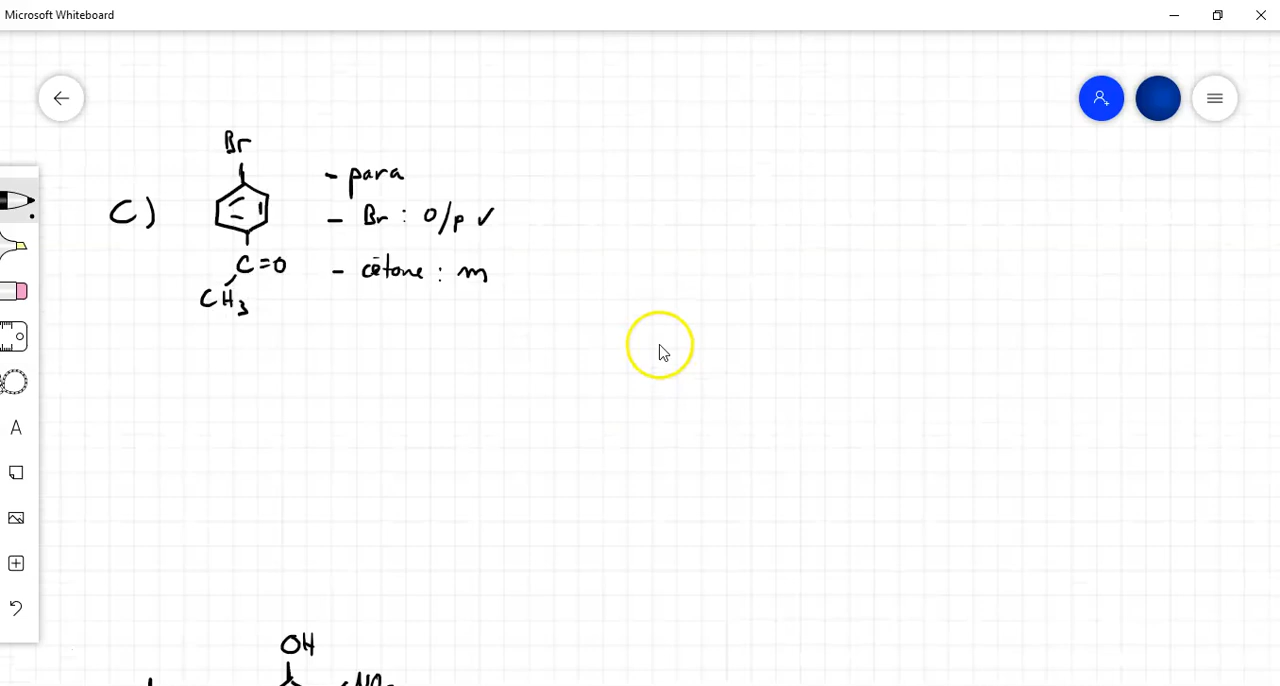 Microsoft Whiteboard
Br
C)
C=O
CH3
- para
- Br : o/p ✓
- cétone : m
A
OH